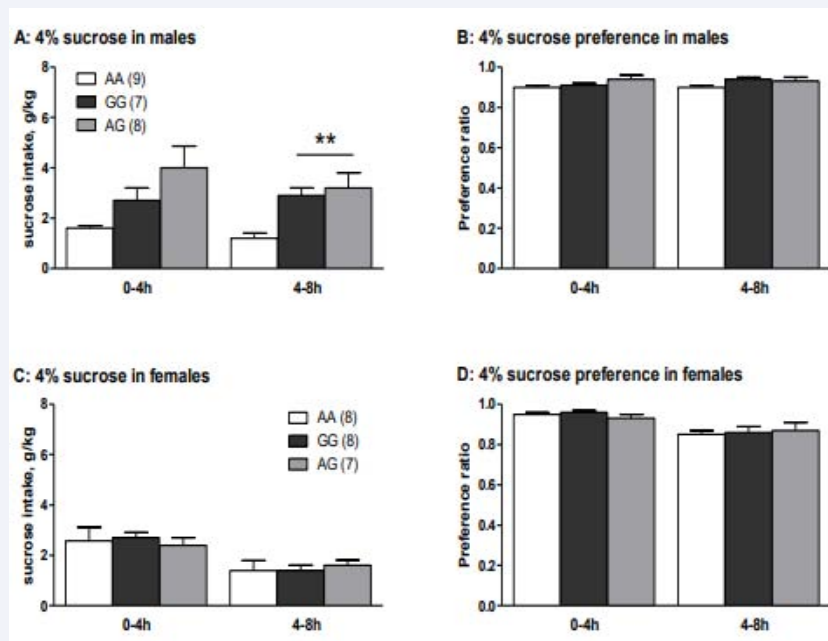 A: 4% sucrose in males
8
6
4
2
0
sucrose intake, g/kg
AA (9)
GG (7)
AG (8)
**
0-4h
4-8h
B: 4% sucrose preference in males
1.0
0.8
0.6
0.4
0.2
0.0
Preference ratio
0-4h
4-8h
C: 4% sucrose in females
8
6
4
2
0
sucrose intake, g/kg
AA (8)
GG (8)
AG (7)
0-4h
4-8h
D: 4% sucrose preference in females
1.0
0.8
0.6
0.4
0.2
0.0
Preference ratio
0-4h
4-8h